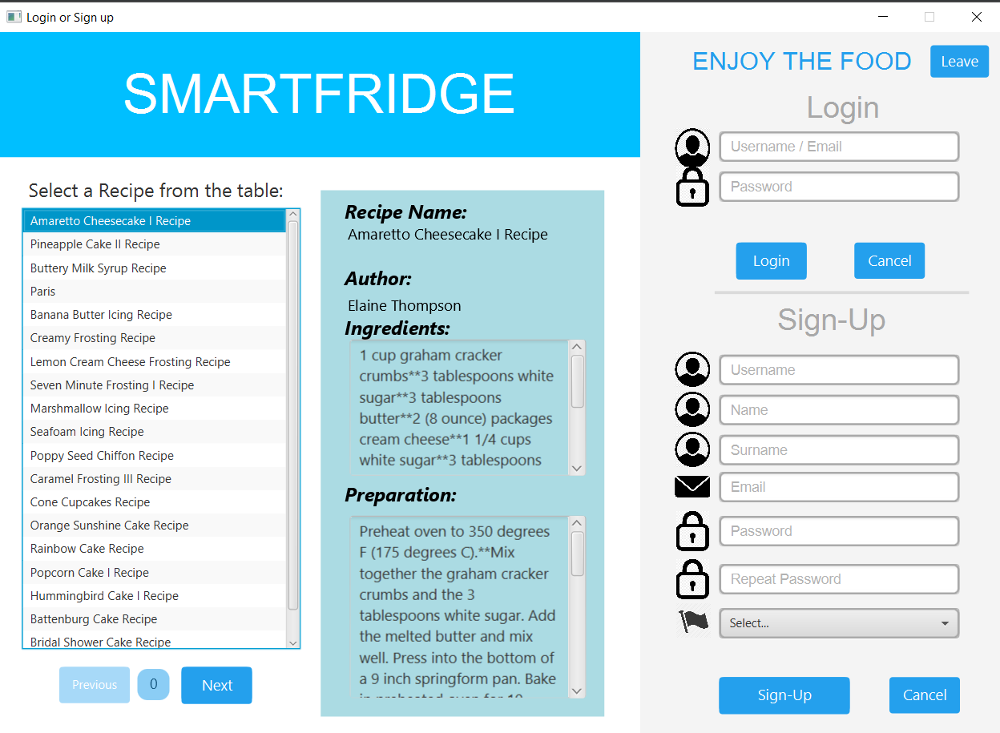 Login or Sign up
SMARTFRIDGE
Select a Recipe from the table:
Amaretto Cheesecake I Recipe
Pineapple Cake II Recipe
Buttery Milk Syrup Recipe
Paris
Banana Butter Icing Recipe
Creamy Frosting Recipe
Lemon Cream Cheese Frosting Recipe
Seven Minute Frosting I Recipe
Marshmallow Icing Recipe
Seafoam Icing Recipe
Poppy Seed Chiffon Recipe
Caramel Frosting III Recipe
Cone Cupcakes Recipe
Orange Sunshine Cake Recipe
Rainbow Cake Recipe
Popcorn Cake I Recipe
Hummingbird Cake I Recipe
Battenburg Cake Recipe
Bridal Shower Cake Recipe
Previous
0
Next
Recipe Name:
Amaretto Cheesecake I Recipe
Author:
Elaine Thompson
Ingredients:
1 cup graham cracker
crumbs**3 tablespoons white
sugar**3 tablespoons
butter**2 (8 ounce) packages
cream cheese**1 1/4 cups
white sugar**3 tablespoons
Preparation:
Preheat oven to 350 degrees
F (175 degrees C).**Mix
together the graham cracker
crumbs and the 3
tablespoons white sugar. Add
the melted butter and mix
well. Press into the bottom of
a 9 inch springform pan. Bake
in preheated oven for 10
ENJOY THE FOOD
Leave
Login
Username / Email
Password
Login
Cancel
Sign-Up
Username
Name
Surname
Email
Password
Repeat Password
Select...
Sign-Up
Cancel